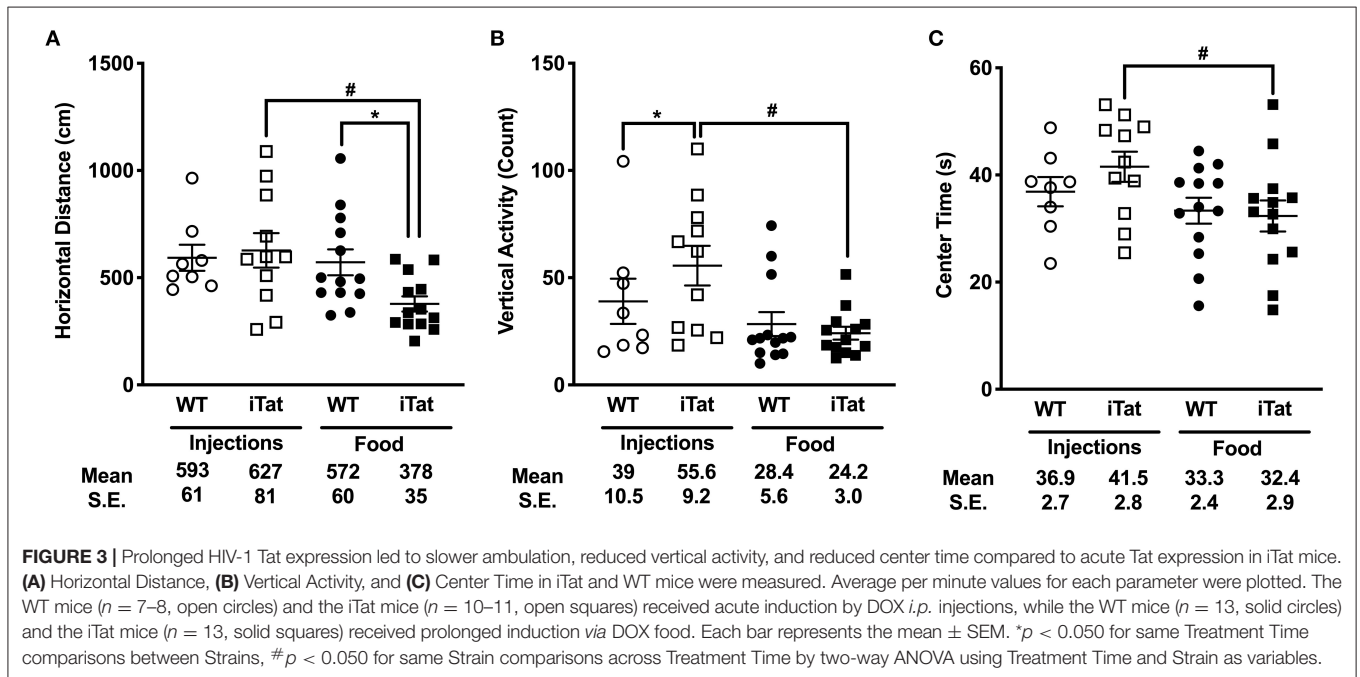 A
1500
1000
500
0
Horizontal Distance (cm)
#
*
WT iTat WT iTat
Injections Food
Mean 593 627 572 378
S.E. 61 81 60 35
B
150
100
50
0
Vertical Activity (Count)
*
#
WT iTat WT iTat
Injections Food
Mean 39 55.6 28.4 24.2
S.E. 10.5 9.2 5.6 3.0
C
60
40
20
0
Center Time (s)
#
WT iTat WT iTat
Injections Food
Mean 36.9 41.5 33.3 32.4
S.E. 2.7 2.8 2.4 2.9
FIGURE 3 | Prolonged HIV-1 Tat expression led to slower ambulation, reduced vertical activity, and reduced center time compared to acute Tat expression in iTat mice.
(A) Horizontal Distance, (B) Vertical Activity, and (C) Center Time in iTat and WT mice were measured. Average per minute values for each parameter were plotted. The
WT mice (n = 7–8, open circles) and the iTat mice (n = 10–11, open squares) received acute induction by DOX i.p. injections, while the WT mice (n = 13, solid circles)
and the iTat mice (n = 13, solid squares) received prolonged induction via DOX food. Each bar represents the mean ± SEM. *p < 0.050 for same Treatment Time
comparisons between Strains, #p < 0.050 for same Strain comparisons across Treatment Time by two-way ANOVA using Treatment Time and Strain as variables.